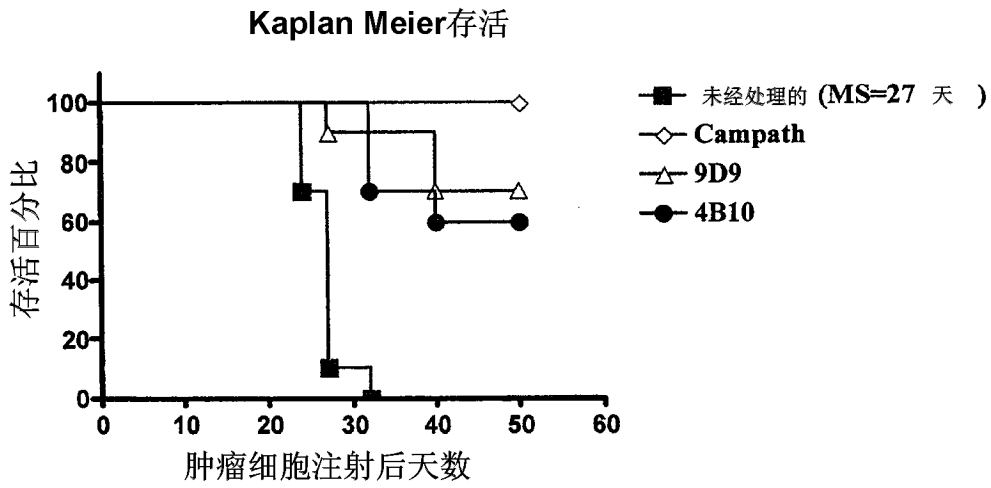 Kaplan Meier存活
100
80
60
40
20
0
存活百分比
0 10 20 30 40 50 60
肿瘤细胞注射后天数
未经处理的 (MS=27 天 )
Campath
9D9
4B10